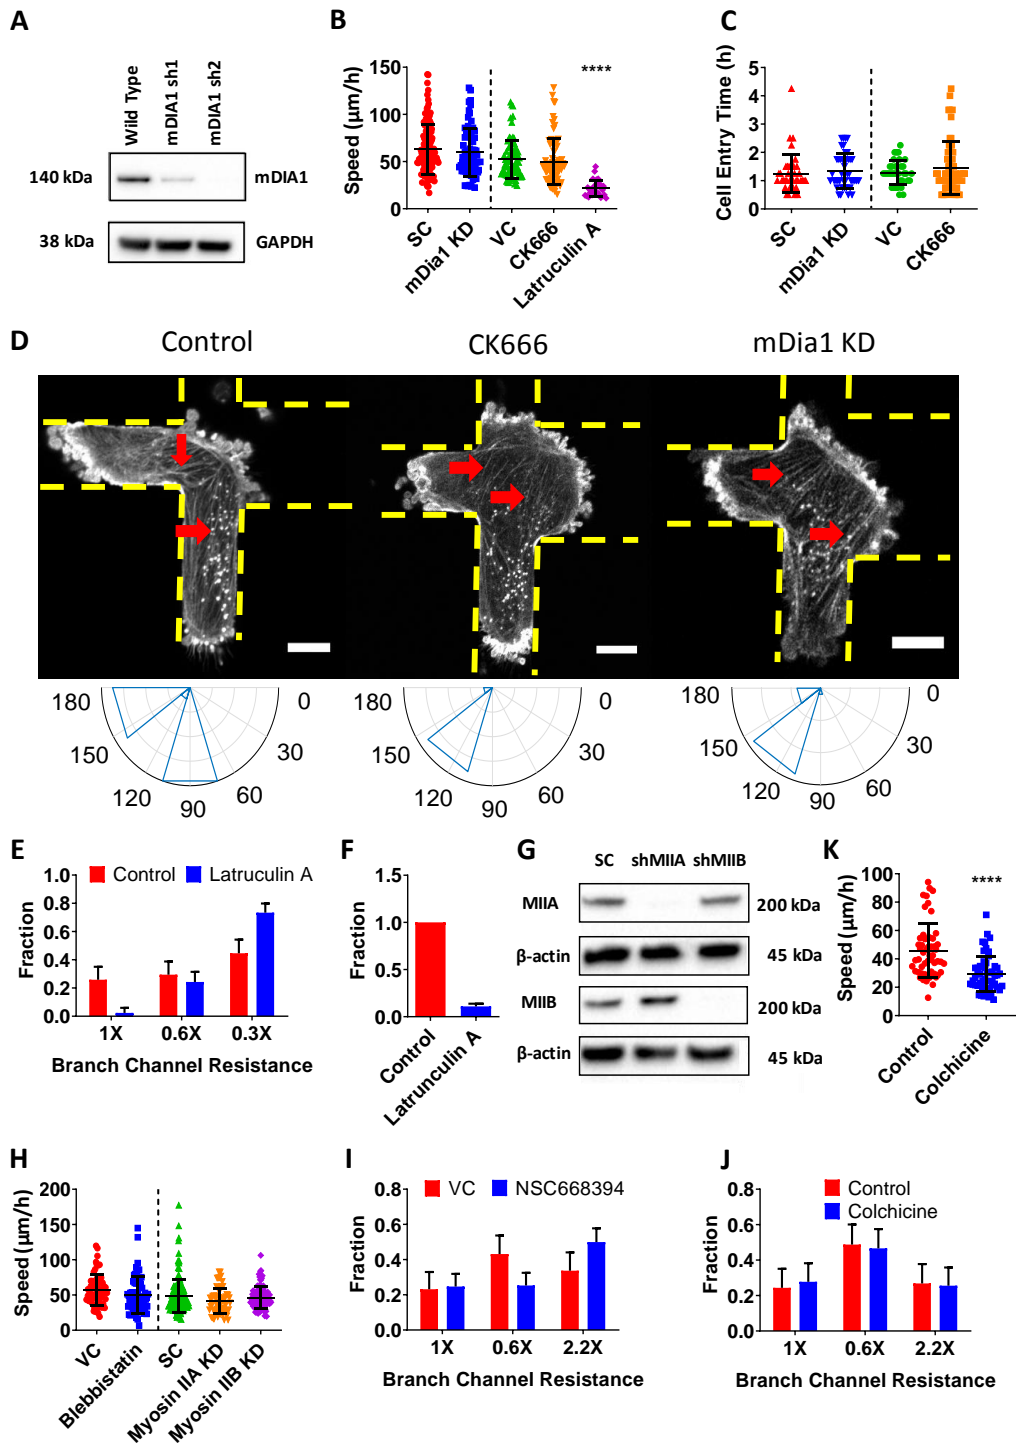 A
Wild Type
mDIA1 sh1
mDIA1 sh2
140 kDa
mDIA1
38 kDa
GAPDH
B
Speed (µm/h)
150
100
50
0
SC
mDia1 KD
VC
CK666
Latruculin A
****
C
Cell Entry Time (h)
5
4
3
2
1
0
SC
mDia1 KD
VC
CK666
D
Control
CK666
mDia1 KD
180
150
120
90
60
30
0
180
150
120
90
60
30
0
180
150
120
90
60
30
0
E
Control
Latruculin A
Fraction
1.0
0.8
0.6
0.4
0.2
0.0
1X
0.6X
0.3X
Branch Channel Resistance
F
Fraction
1.5
1.0
0.5
0.0
Control
Latrunculin A
G
SC
shMIIA
shMIIB
MIIA
200 kDa
β-actin
45 kDa
MIIB
200 kDa
β-actin
45 kDa
K
Speed (µm/h)
100
80
60
40
20
0
****
Control
Colchicine
H
Speed (µm/h)
200
150
100
50
0
VC
Blebbistatin
SC
Myosin IIA KD
Myosin IIB KD
I
VC
NSC668394
Fraction
0.8
0.6
0.4
0.2
0.0
1X
0.6X
2.2X
Branch Channel Resistance
J
Control
Colchicine
Fraction
0.8
0.6
0.4
0.2
0.0
1X
0.6X
2.2X
Branch Channel Resistance